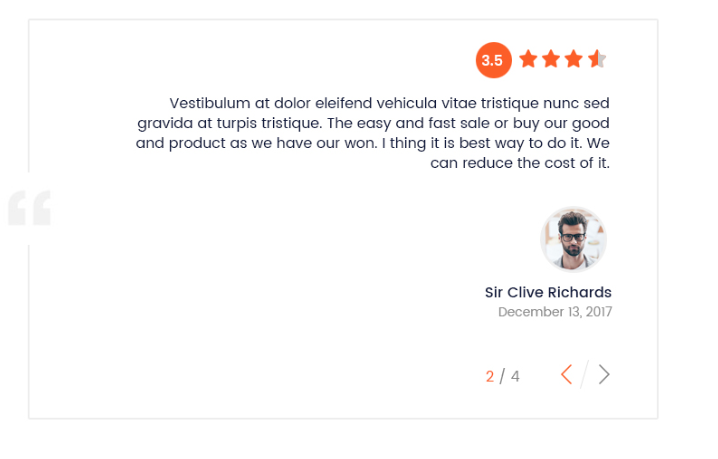 3.5
Vestibulum at dolor eleifend vehicula vitae tristique nunc sed
gravida at turpis tristique. The easy and fast sale or buy our good
and product as we have our won. I thing it is best way to do it. We
can reduce the cost of it.
“
Sir Clive Richards
December 13, 2017
2 / 4